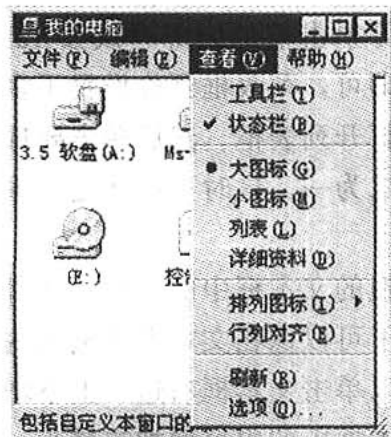 我的电脑
文件(F) 编辑(E) 查看(V) 帮助(H)
工具栏(T)
✓ 状态栏(B)
● 大图标(G)
小图标(M)
列表(L)
详细资料(D)
排列图标(I)
行列对齐(E)
刷新(R)
选项(O)...
3.5 软盘(A:) Ms-
(E:) 控
包括自定义本窗口的